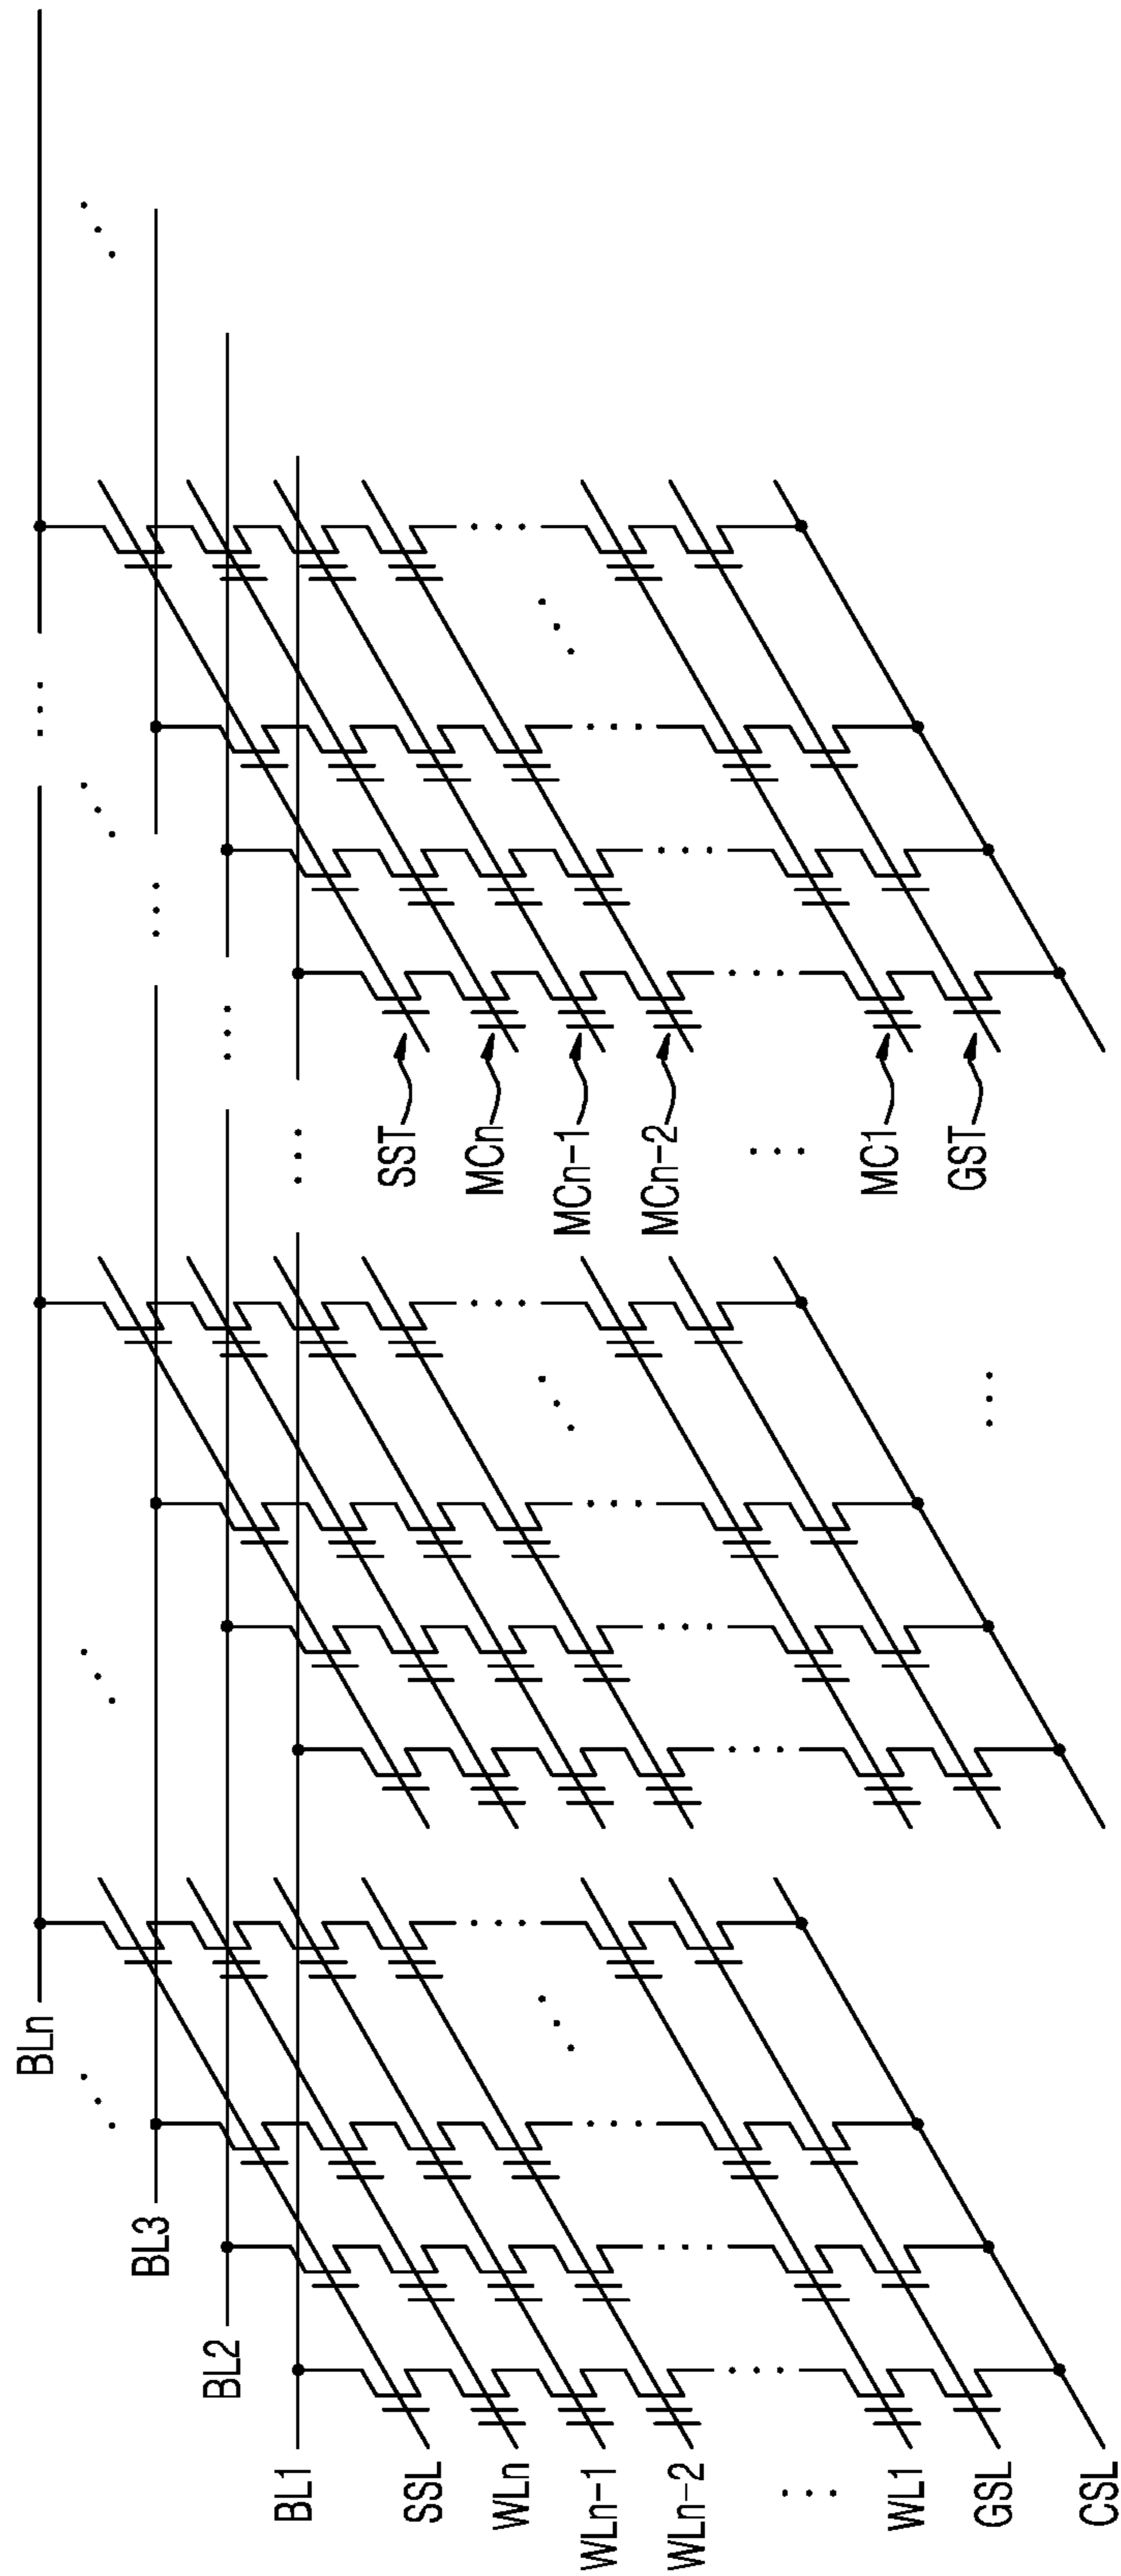 BLn
BL3
BL2
BL1
SSL
WLn
WLn-1
WLn-2
WL1
GSL
CSL
SST
MCn
MCn-1
MCn-2
MC1
GST